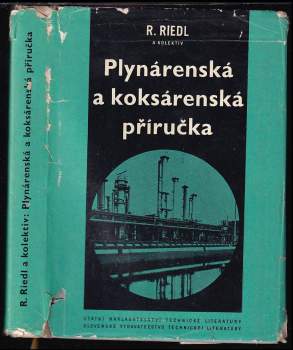 R. Riedl a kolektiv: Plynárenská a koksárenská příručka
R. RIEDL
A KOLEKTIV
Plynárenská
a koksárenská
příručka
STÁTNÍ NAKLADATELSTVÍ TECHNICKÉ LITERATURY
SLOVENSKÉ VYDAVATEĽSTVO TECHNICKEJ LITERATÚRY